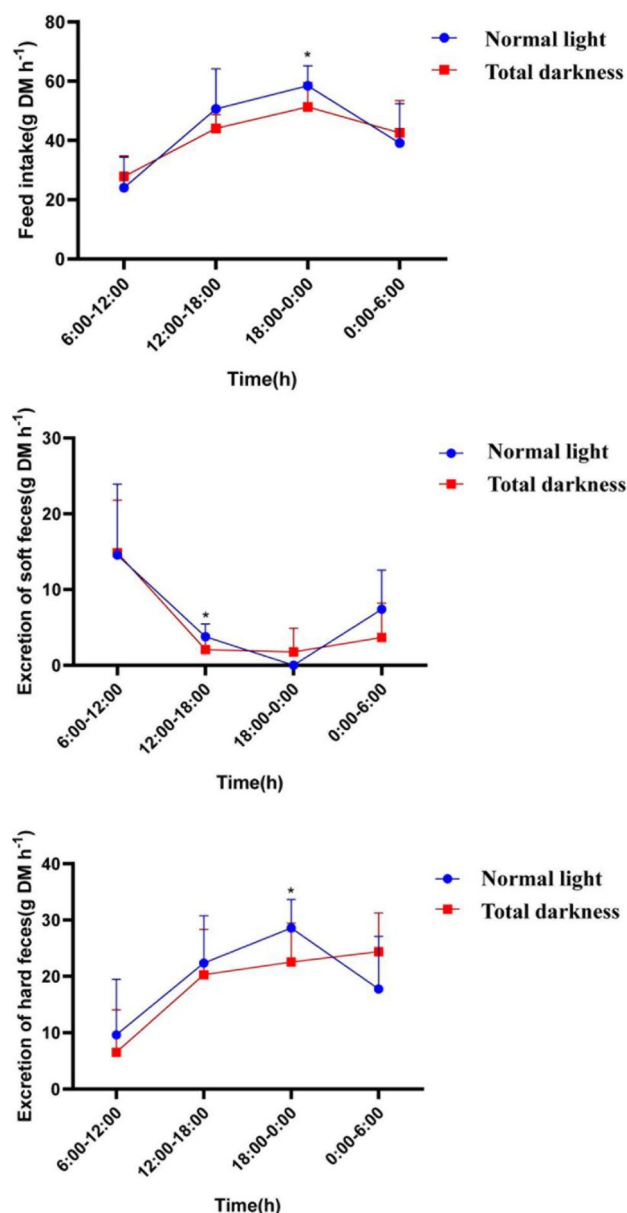 Feed intake(g DM h⁻¹)
80
60
40
20
0
*
Normal light
Total darkness
6:00-12:00
12:00-18:00
18:00-0:00
0:00-6:00
Time(h)
Excretion of soft feces(g DM h⁻¹)
30
20
10
0
*
Normal light
Total darkness
6:00-12:00
12:00-18:00
18:00-0:00
0:00-6:00
Time(h)
Excretion of hard feces(g DM h⁻¹)
40
30
20
10
0
*
Normal light
Total darkness
6:00-12:00
12:00-18:00
18:00-0:00
0:00-6:00
Time(h)